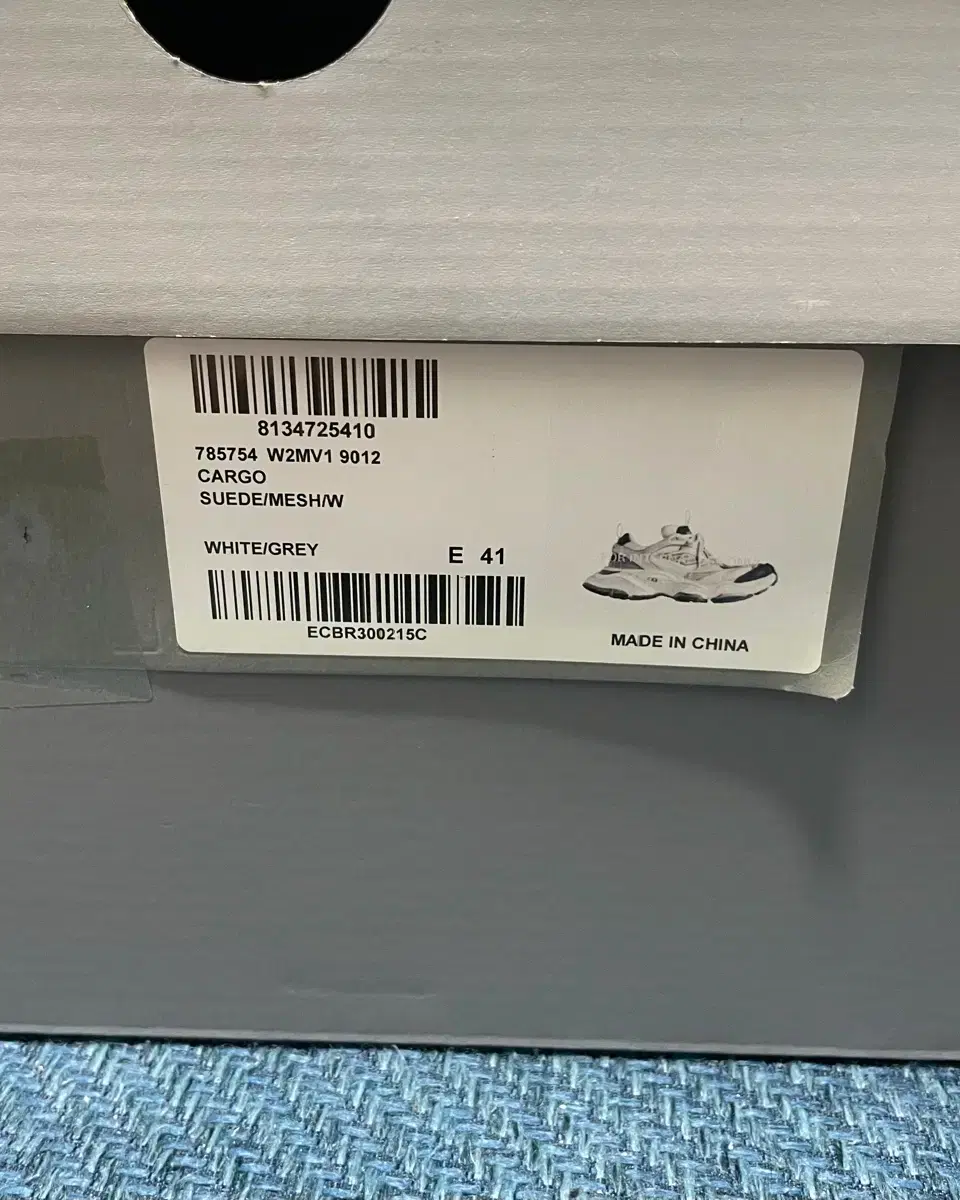 8134725410
785754 W2MV1 9012
CARGO
SUEDE/MESH/W
WHITE/GREY E 41
ECBR300215C
MADE IN CHINA